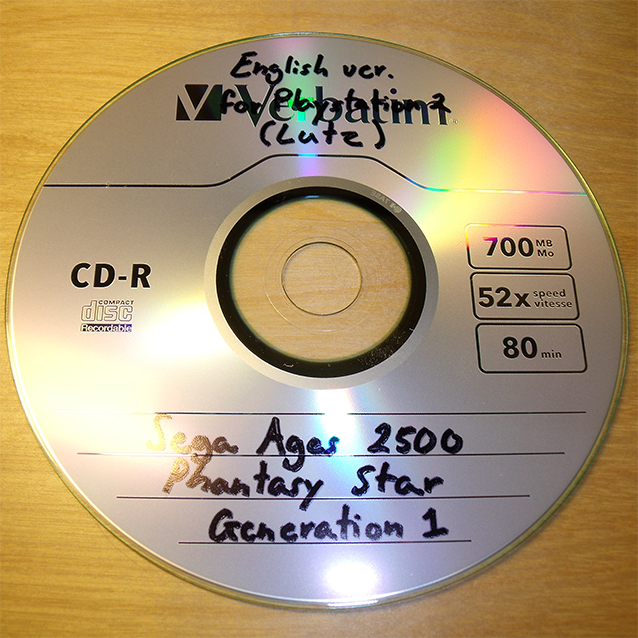 English ver.
for Playstation 2
Verbatim
(Lutz)
CD-R
COMPACT
disc
Recordable
700 MB
Mo
52x speed
vitesse
80 min
Sega Ages 2500
Phantasy Star
Generation 1